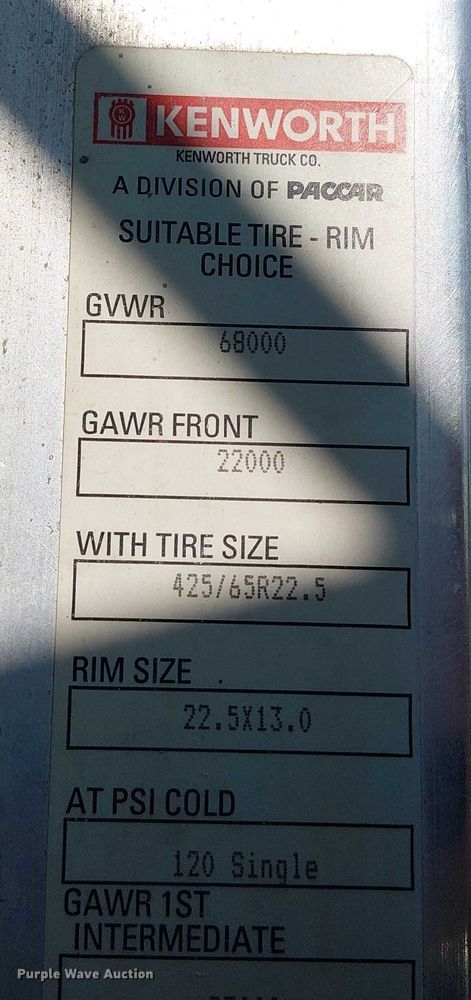 KW
KENWORTH
KENWORTH TRUCK CO.
A DIVISION OF PACCAR
SUITABLE TIRE - RIM
CHOICE
GVWR
68000
GAWR FRONT
22000
WITH TIRE SIZE
425/65R22.5
RIM SIZE
22.5X13.0
AT PSI COLD
120 Single
GAWR 1ST
INTERMEDIATE
Purple Wave Auction